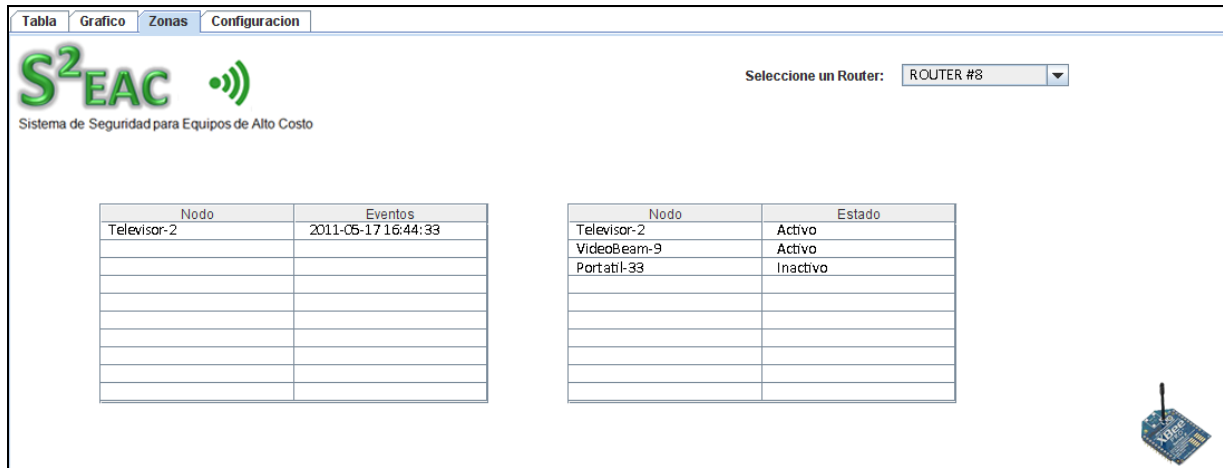 Tabla Grafico Zonas Configuracion
S2EAC
Seleccione un Router: ROUTER #8
Sistema de Seguridad para Equipos de Alto Costo
Nodo Eventos
Televisor-2 2011-05-17 16:44:33
Nodo Estado
Televisor-2 Activo
VideoBeam-9 Activo
Portatil-33 Inactivo
XBee